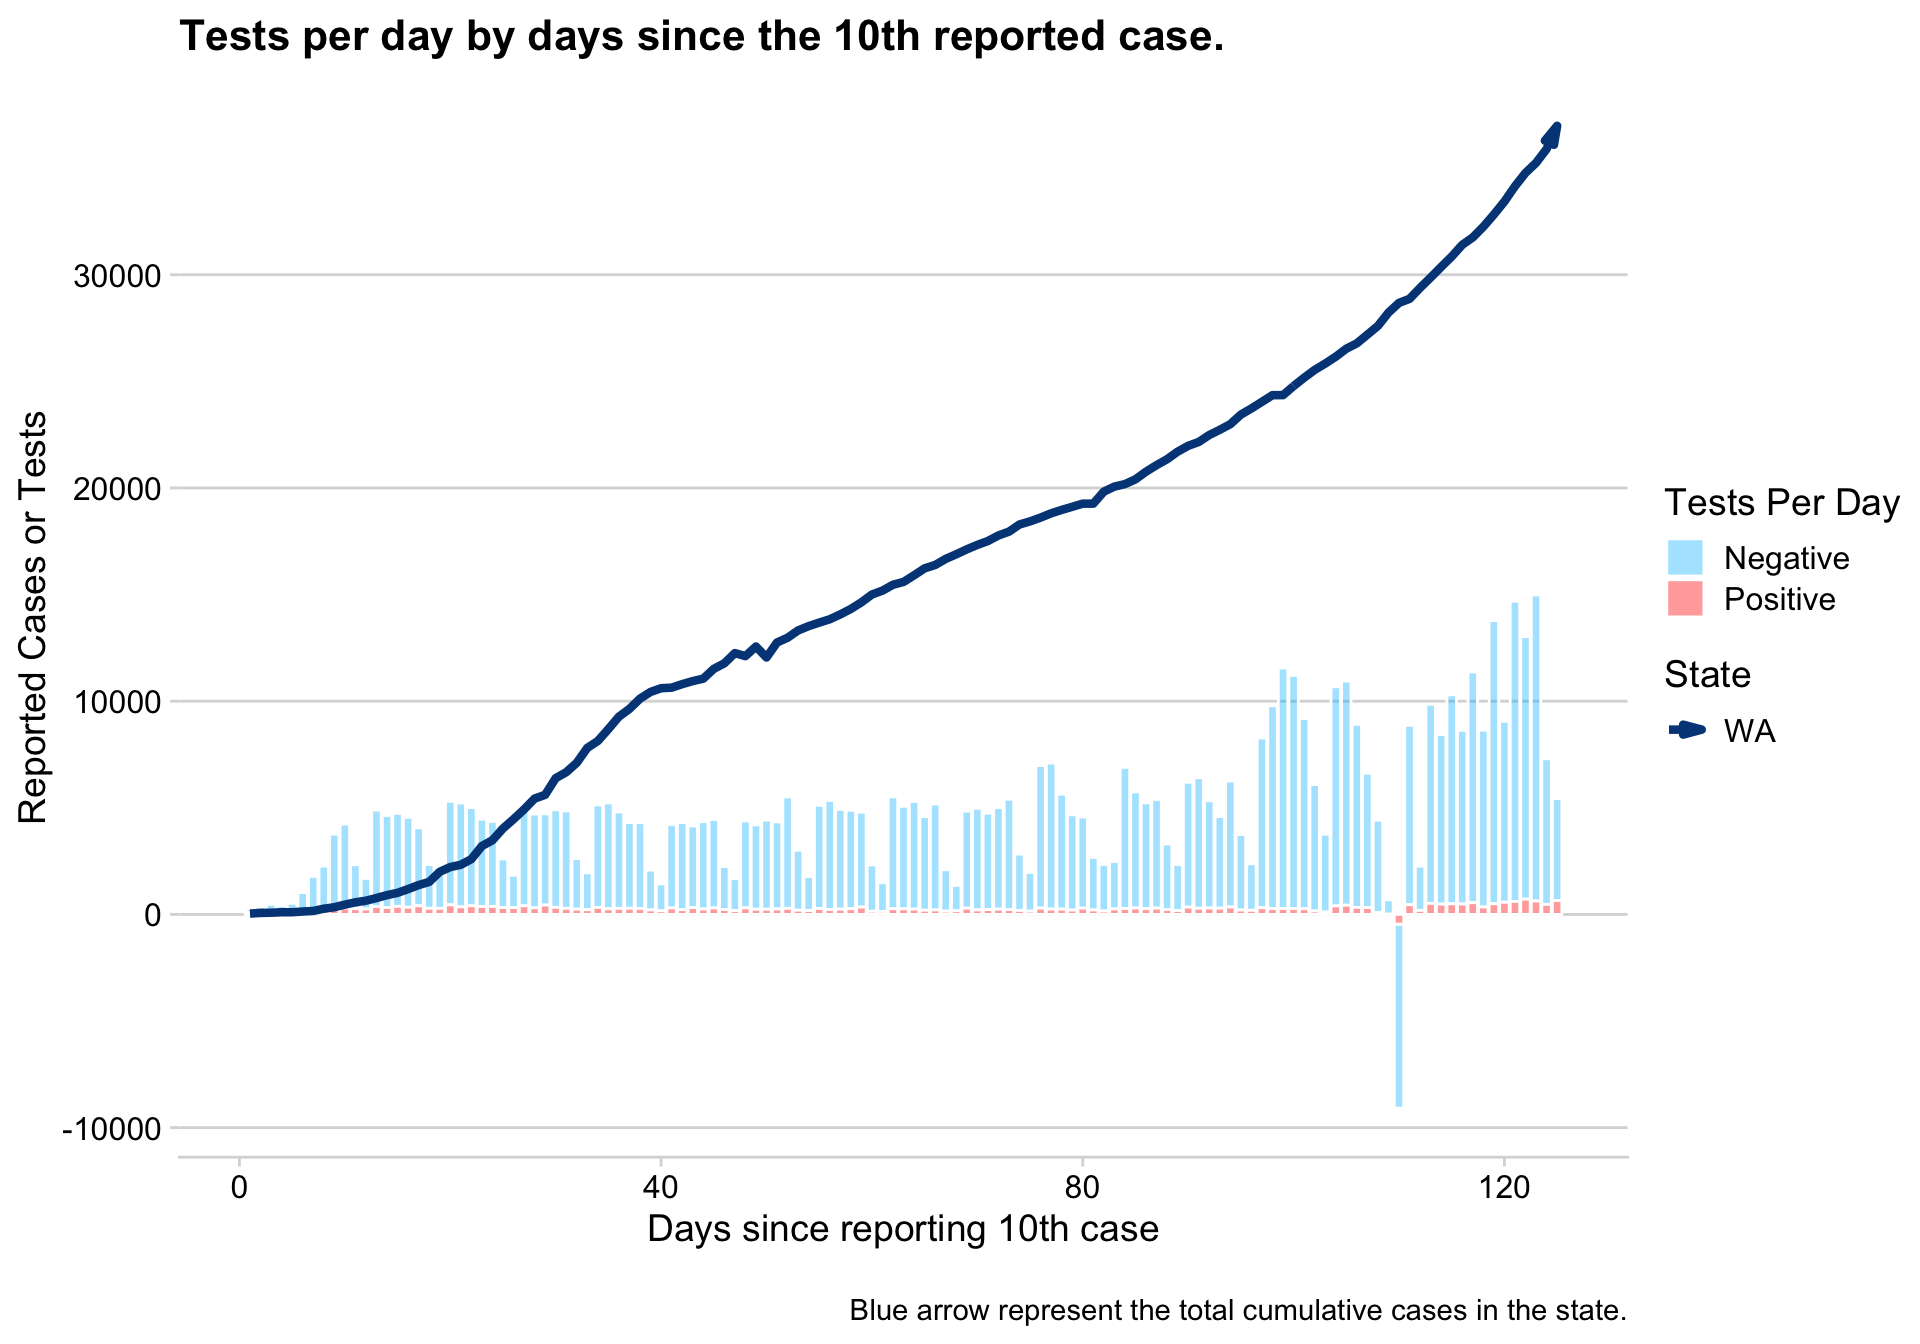 Tests per day by days since the 10th reported case.
Reported Cases or Tests
30000
20000
10000
0
-10000
0 40 80 120
Days since reporting 10th case
Tests Per Day
Negative
Positive
State
WA
Blue arrow represent the total cumulative cases in the state.